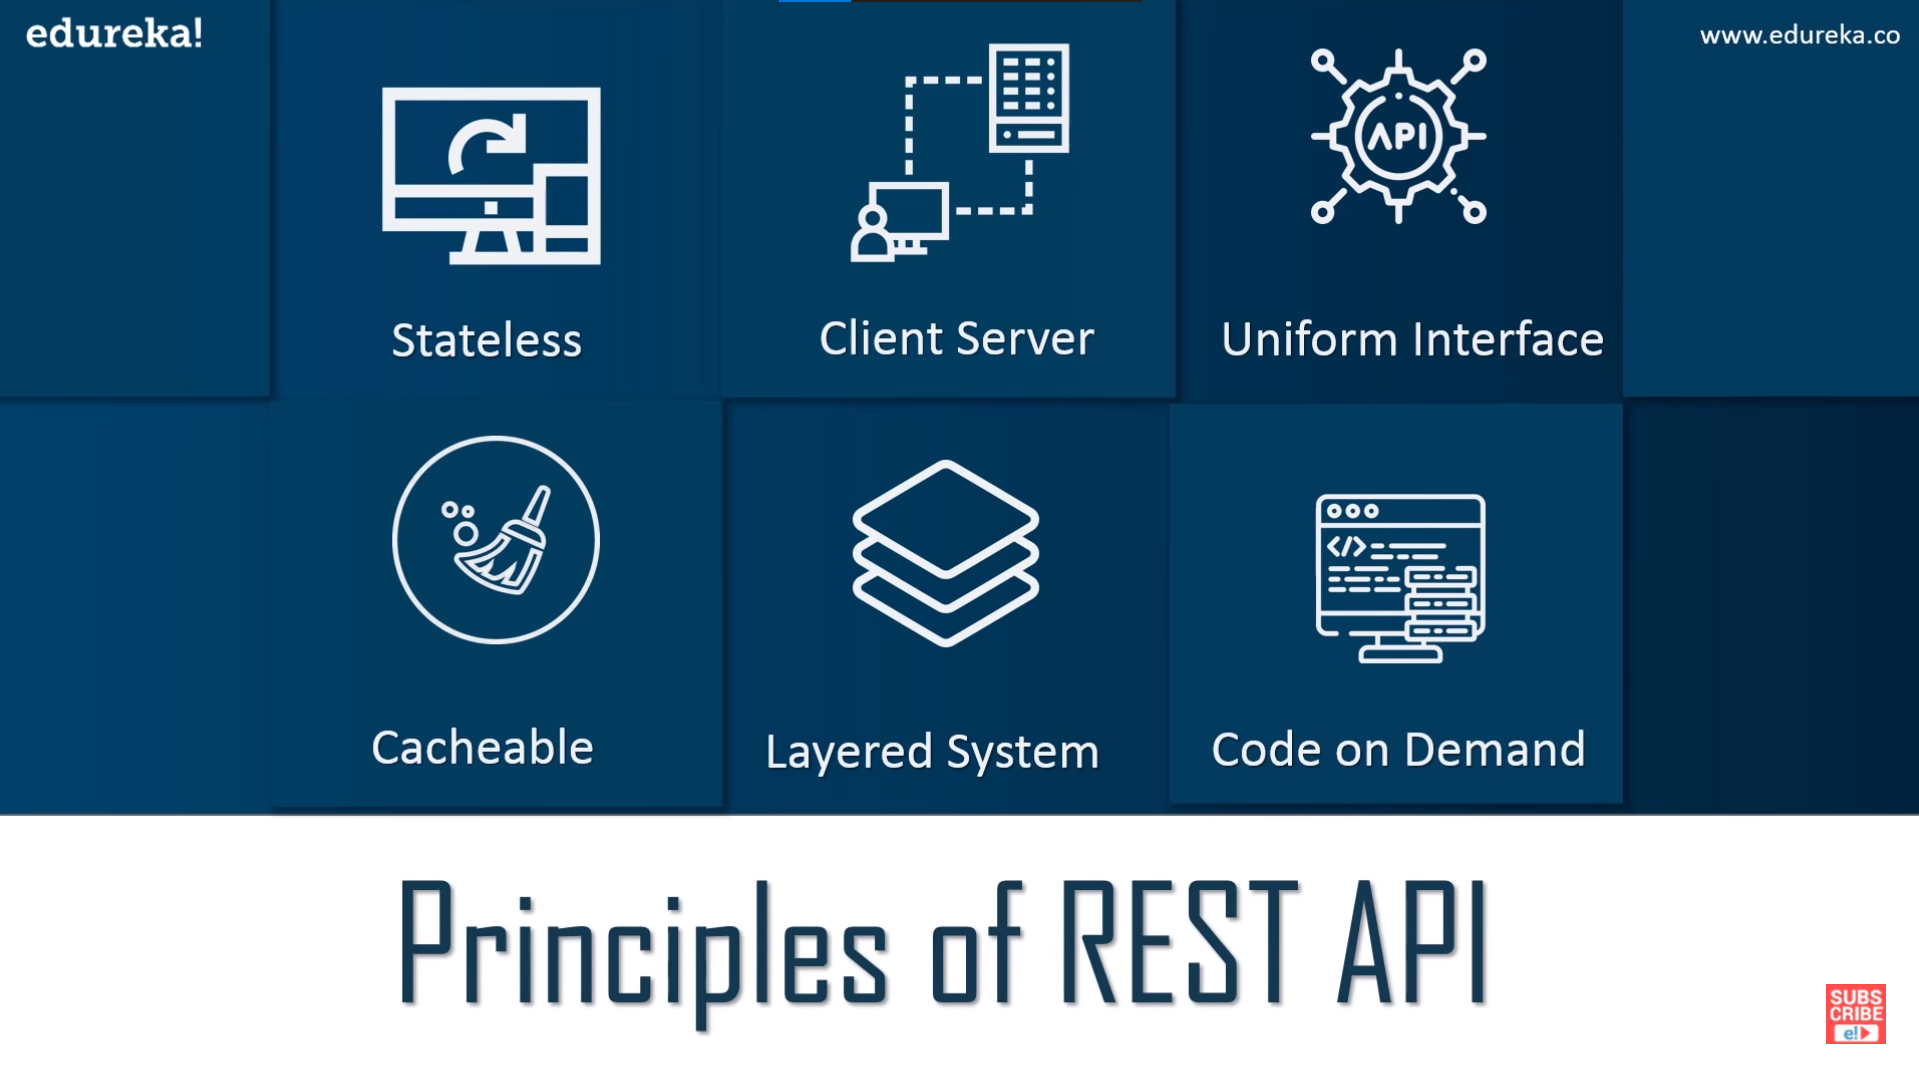 edureka!
www.edureka.co
API
Stateless
Client Server
Uniform Interface
</>
Cacheable
Layered System
Code on Demand
Principles of REST API
SUBS
CRIBE
e!